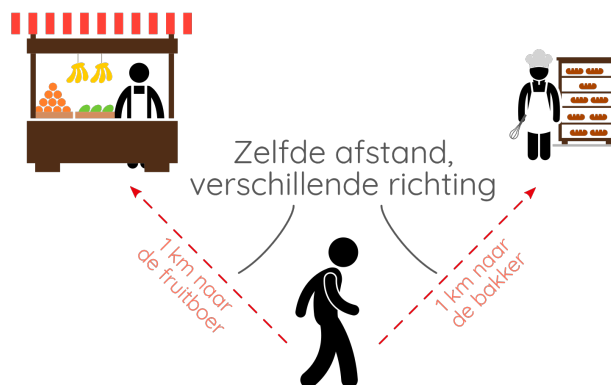 Zelfde afstand,
verschillende richting
1 km naar
de fruitboer
1 km naar
de bakker